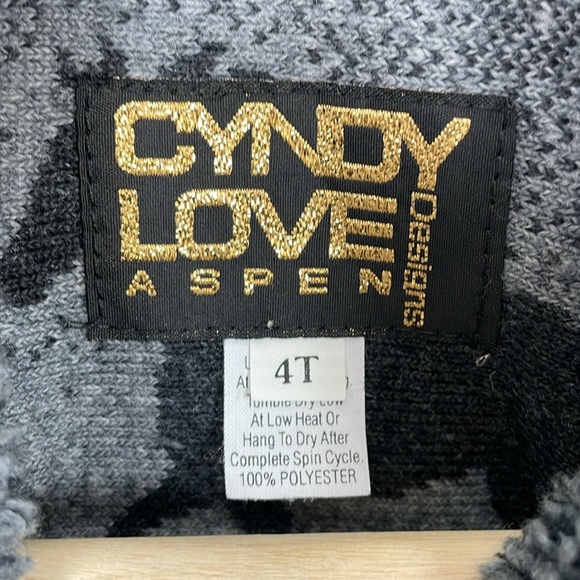 CYNDY
LOVE
Designs
ASPEN
4T
Tumble Dry Low
At Low Heat Or
Hang To Dry After
Complete Spin Cycle.
100% POLYESTER